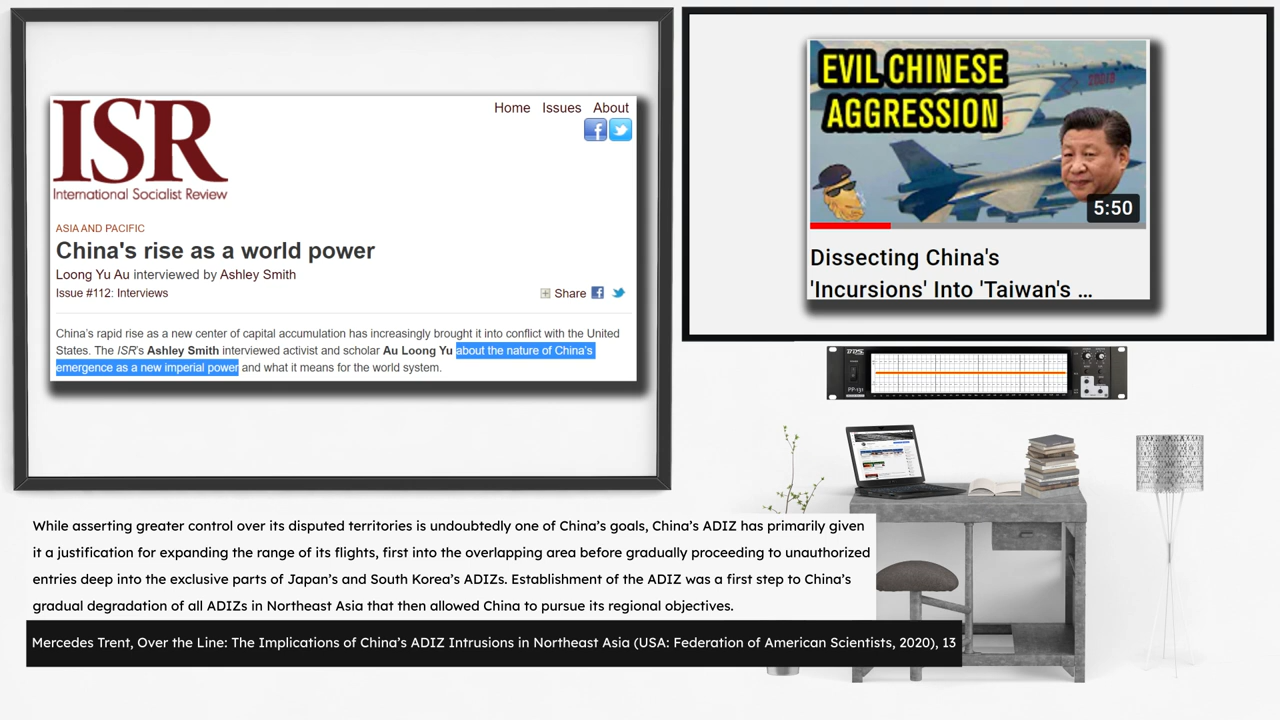 ISR
International Socialist Review
Home Issues About
ASIA AND PACIFIC
China's rise as a world power
Loong Yu Au interviewed by Ashley Smith
Issue #112: Interviews
Share
China's rapid rise as a new center of capital accumulation has increasingly brought it into conflict with the United
States. The ISR's Ashley Smith interviewed activist and scholar Au Loong Yu about the nature of China's
emergence as a new imperial power and what it means for the world system.
EVIL CHINESE
AGGRESSION
5:50
Dissecting China's
'Incursions' Into 'Taiwan's ...
PP-131
While asserting greater control over its disputed territories is undoubtedly one of China's goals, China's ADIZ has primarily given
it a justification for expanding the range of its flights, first into the overlapping area before gradually proceeding to unauthorized
entries deep into the exclusive parts of Japan's and South Korea's ADIZs. Establishment of the ADIZ was a first step to China's
gradual degradation of all ADIZs in Northeast Asia that then allowed China to pursue its regional objectives.
Mercedes Trent, Over the Line: The Implications of China's ADIZ Intrusions in Northeast Asia (USA: Federation of American Scientists, 2020), 13